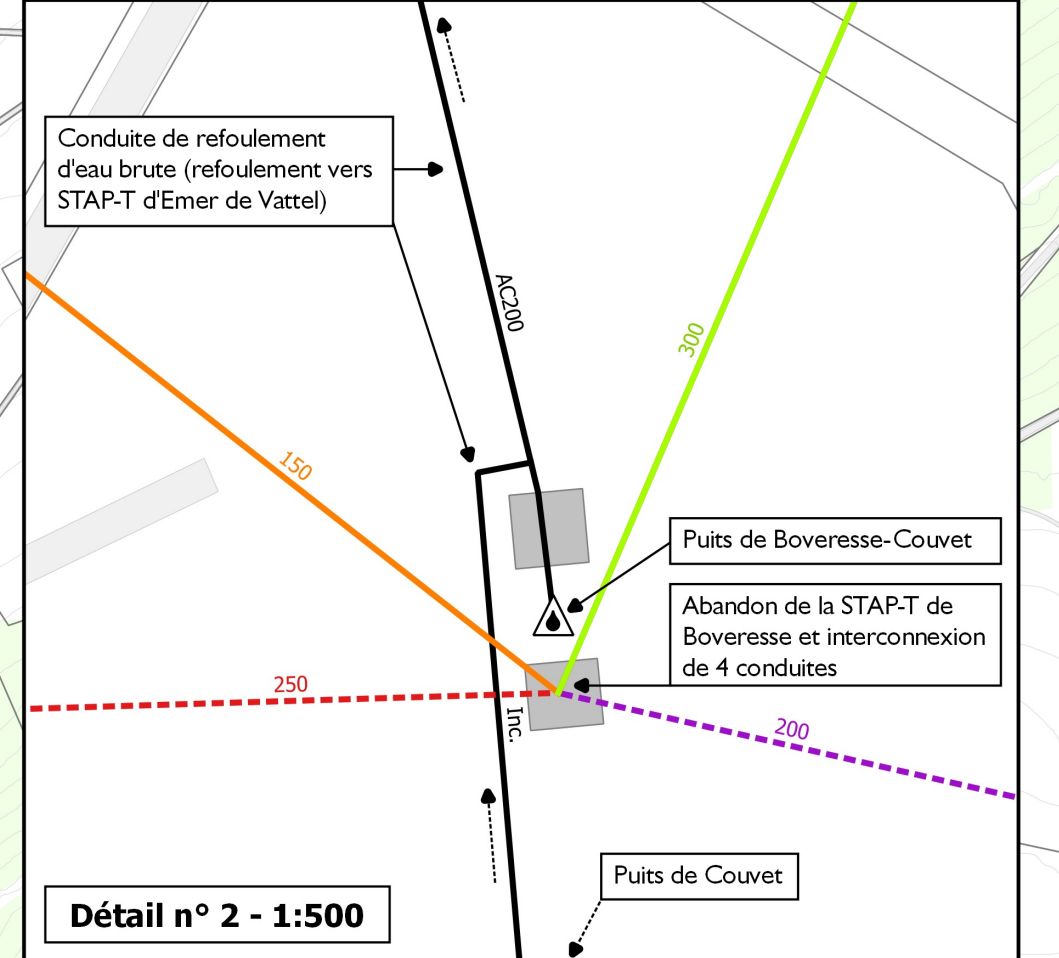 Conduite de refoulement
d'eau brute (refoulement vers
STAP-T d'Emer de Vattel)
AC200
300
150
Puits de Boveresse-Couvet
Abandon de la STAP-T de
Boveresse et interconnexion
de 4 conduites
250
Inc.
200
Puits de Couvet
Détail n° 2 - 1:500